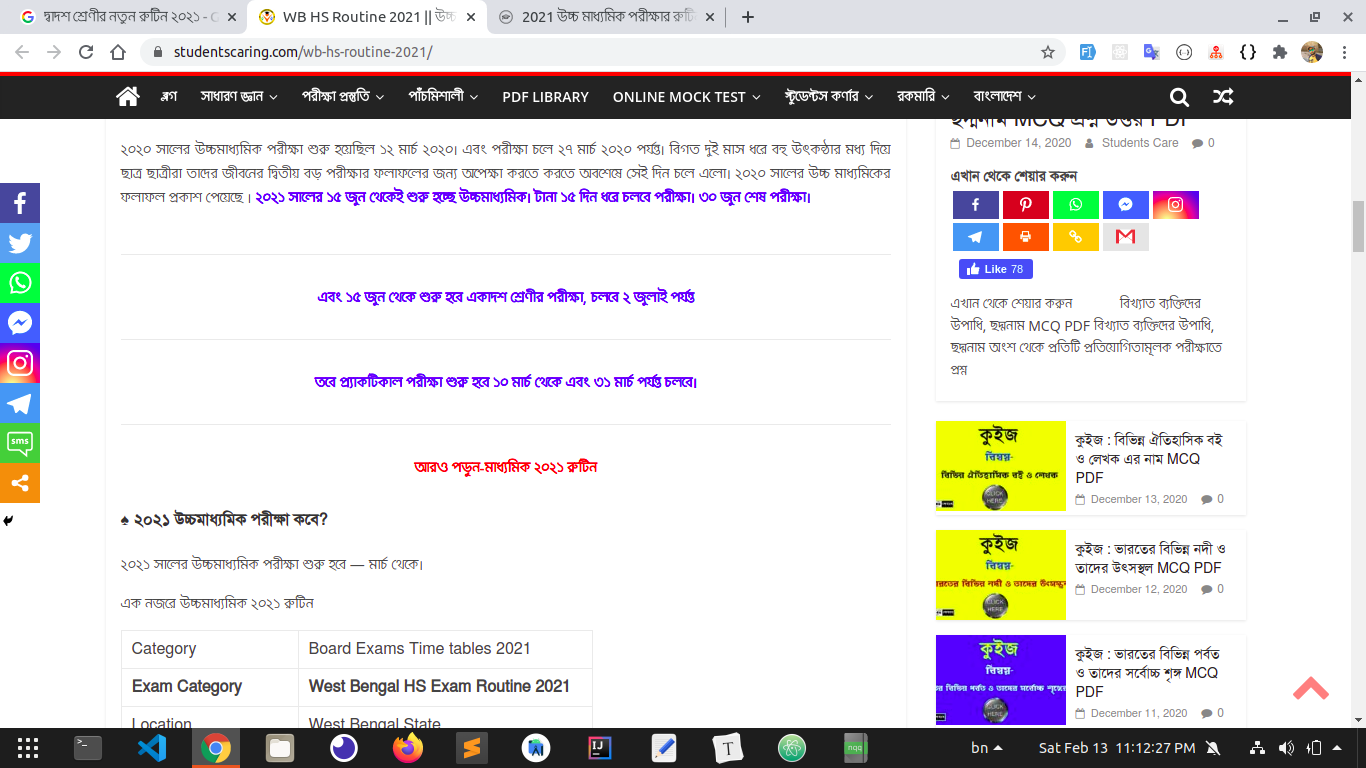 দ্বাদশ শ্রেণীর নতুন রুটিন ২০২১ - G
WB HS Routine 2021 || উচ্চ
2021 উচ্চ মাধ্যমিক পরীক্ষার রুটি
studentscaring.com/wb-hs-routine-2021/
ব্লগ
সাধারণ জ্ঞান
পরীক্ষা প্রস্তুতি
পাঁচমিশালী
PDF LIBRARY
ONLINE MOCK TEST
স্টুডেন্টস কর্ণার
রকমারি
বাংলাদেশ
২০২০ সালের উচ্চমাধ্যমিক পরীক্ষা শুরু হয়েছিল ১২ মার্চ ২০২০। এবং পরীক্ষা চলে ২৭ মার্চ ২০২০ পর্যন্ত। বিগত দুই মাস ধরে বহু উৎকন্ঠার মধ্য দিয়ে
ছাত্র ছাত্রীরা তাদের জীবনের দ্বিতীয় বড় পরীক্ষার ফলাফলের জন্য অপেক্ষা করতে করতে অবশেষে সেই দিন চলে এলো। ২০২০ সালের উচ্চ মাধ্যমিকের
ফলাফল প্রকাশ পেয়েছে । ২০২১ সালের ১৫ জুন থেকেই শুরু হচ্ছে উচ্চমাধ্যমিক। টানা ১৫ দিন ধরে চলবে পরীক্ষা। ৩০ জুন শেষ পরীক্ষা।
এবং ১৫ জুন থেকে শুরু হবে একাদশ শ্রেণীর পরীক্ষা, চলবে ২ জুলাই পর্যন্ত
তবে প্র্যাকটিকাল পরীক্ষা শুরু হবে ১০ মার্চ থেকে এবং ৩১ মার্চ পর্যন্ত চলবে।
আরও পড়ুন-মাধ্যমিক ২০২১ রুটিন
♠ ২০২১ উচ্চমাধ্যমিক পরীক্ষা কবে?
২০২১ সালের উচ্চমাধ্যমিক পরীক্ষা শুরু হবে — মার্চ থেকে।
এক নজরে উচ্চমাধ্যমিক ২০২১ রুটিন
Category Board Exams Time tables 2021
Exam Category West Bengal HS Exam Routine 2021
Location West Bengal State
sms
ছদ্মনাম MCQ প্রশ্ন উত্তর PDF
December 14, 2020 Students Care 0
এখান থেকে শেয়ার করুন
Like 78
এখান থেকে শেয়ার করুন বিখ্যাত ব্যক্তিদের
উপাধি, ছদ্মনাম MCQ PDF বিখ্যাত ব্যক্তিদের উপাধি,
ছদ্মনাম অংশ থেকে প্রতিটি প্রতিযোগিতামূলক পরীক্ষাতে
প্রশ্ন
কুইজ
বিষয়-
বিভিন্ন ঐতিহাসিক বই ও লেখক
CLICK HERE
কুইজ : বিভিন্ন ঐতিহাসিক বই
ও লেখক এর নাম MCQ
PDF
December 13, 2020 0
কুইজ
বিষয়-
ারতের বিভিন্ন নদী ও তাদের উৎসস্থল
CLICK HERE
কুইজ : ভারতের বিভিন্ন নদী ও
তাদের উৎসস্থল MCQ PDF
December 12, 2020 0
কুইজ
বিষয়-
CLICK HERE
কুইজ : ভারতের বিভিন্ন পর্বত
ও তাদের সর্বোচ্চ শৃঙ্গ MCQ
PDF
December 11, 2020 0
bn
Sat Feb 13 11:12:27 PM